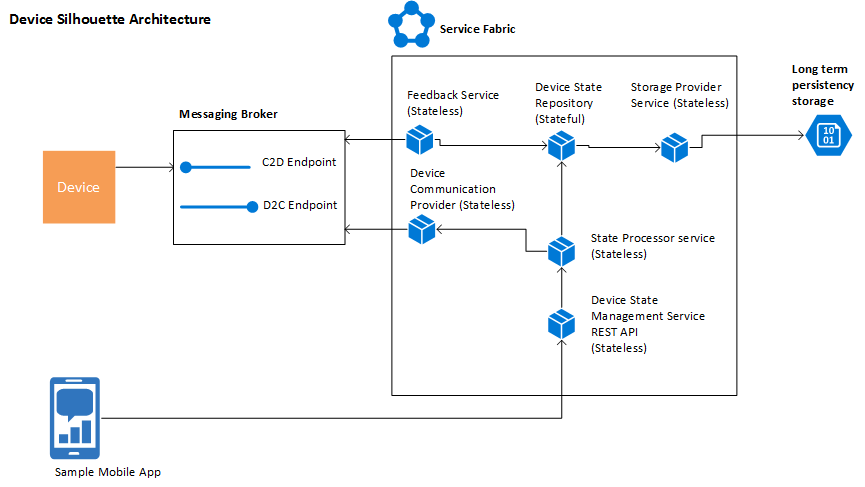 Device Silhouette Architecture
Service Fabric
Messaging Broker
C2D Endpoint
D2C Endpoint
Device
Feedback Service
(Stateless)
Device State
Repository
(Stateful)
Storage Provider
Service (Stateless)
Long term
persistency
storage
10
01
Device
Communication
Provider (Stateless)
State Processor service
(Stateless)
Device State
Management Service
REST API
(Stateless)
Sample Mobile App